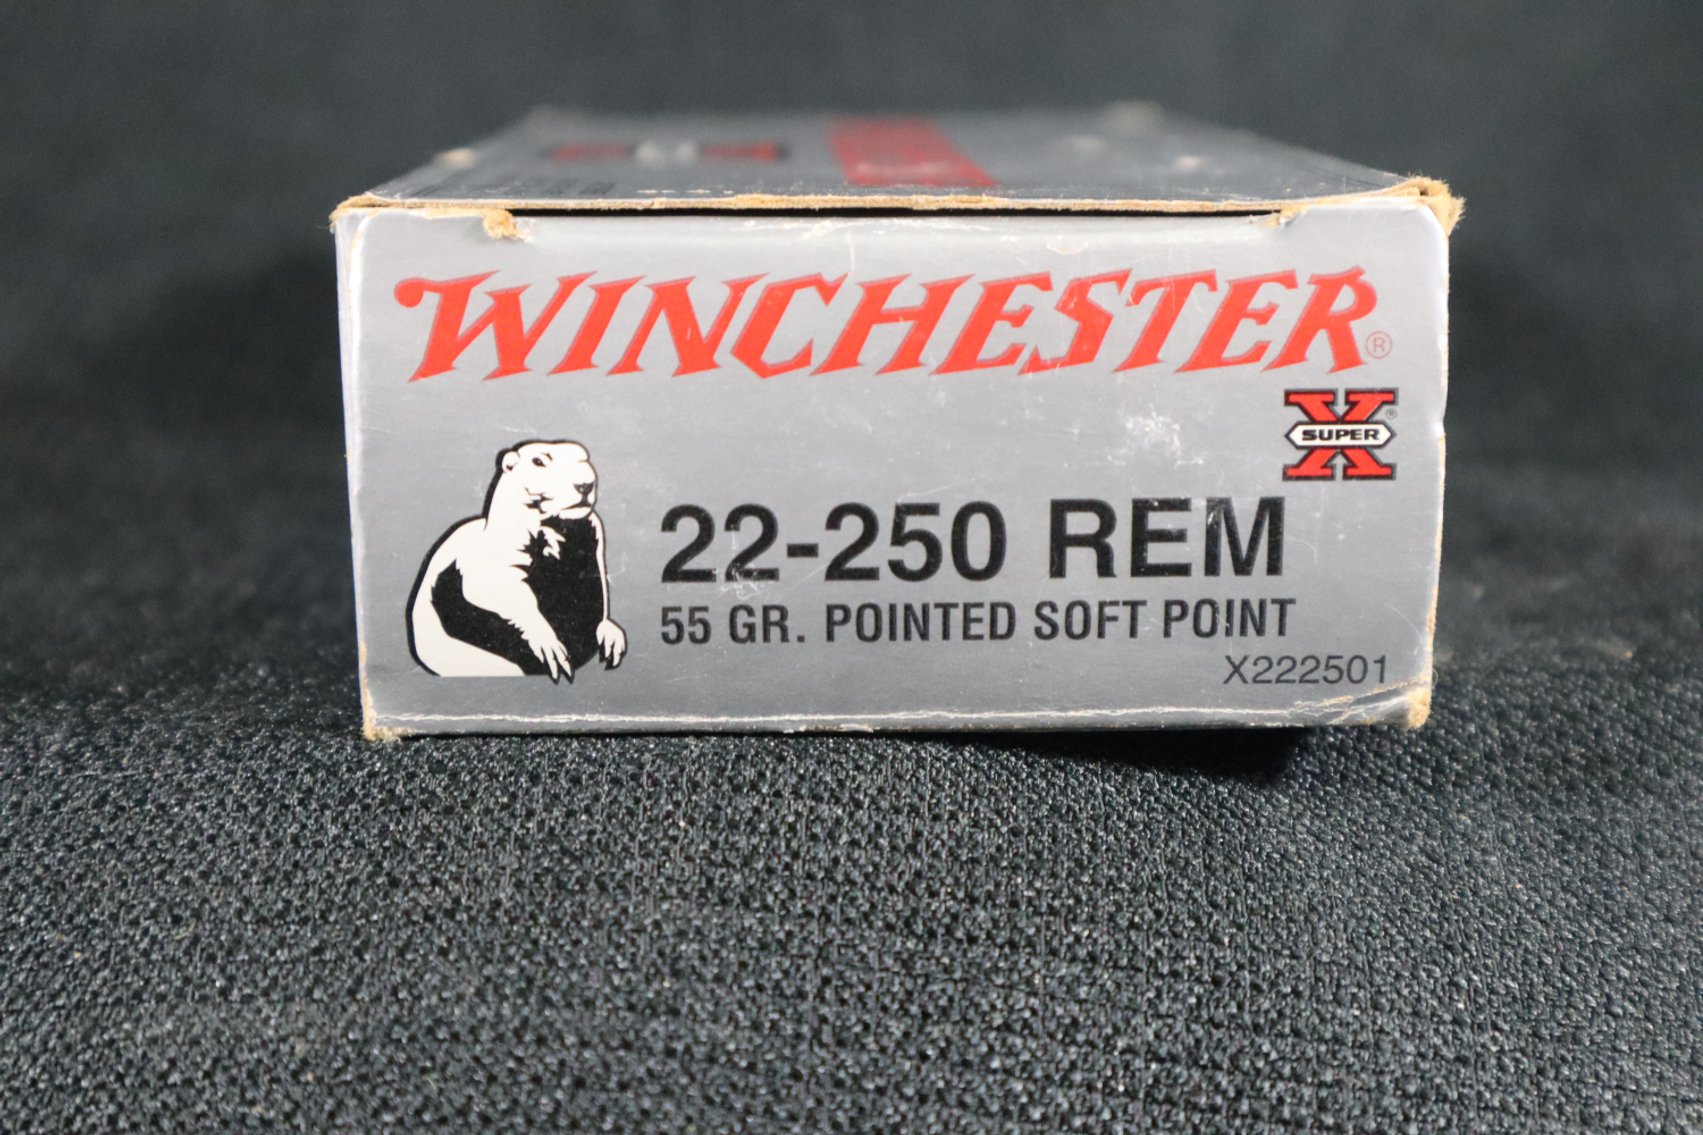 WINCHESTER®
SUPER X®
22-250 REM
55 GR. POINTED SOFT POINT
X222501